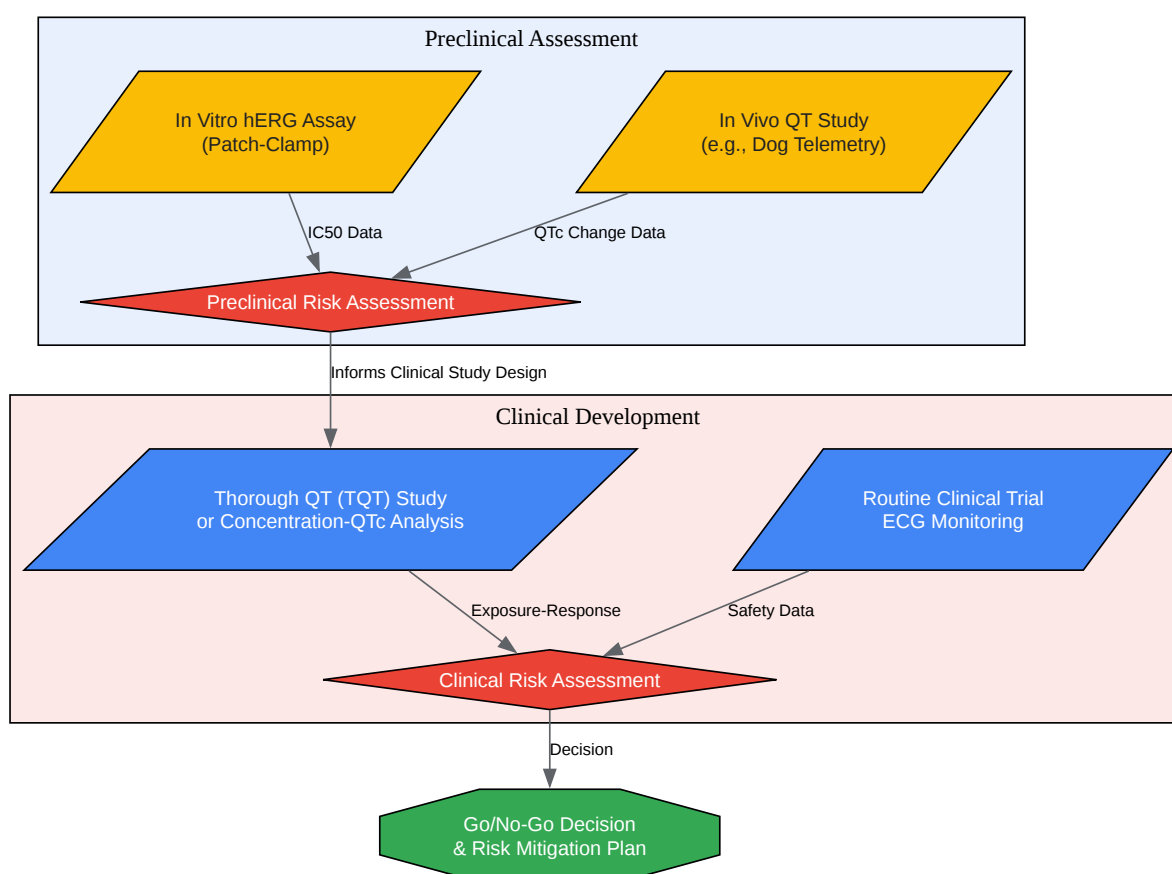 Preclinical Assessment
In Vitro hERG Assay
(Patch-Clamp)
In Vivo QT Study
(e.g., Dog Telemetry)
IC50 Data
QTc Change Data
Preclinical Risk Assessment
Informs Clinical Study Design
Clinical Development
Thorough QT (TQT) Study
or Concentration-QTc Analysis
Routine Clinical Trial
ECG Monitoring
Exposure-Response
Safety Data
Clinical Risk Assessment
Decision
Go/No-Go Decision
& Risk Mitigation Plan